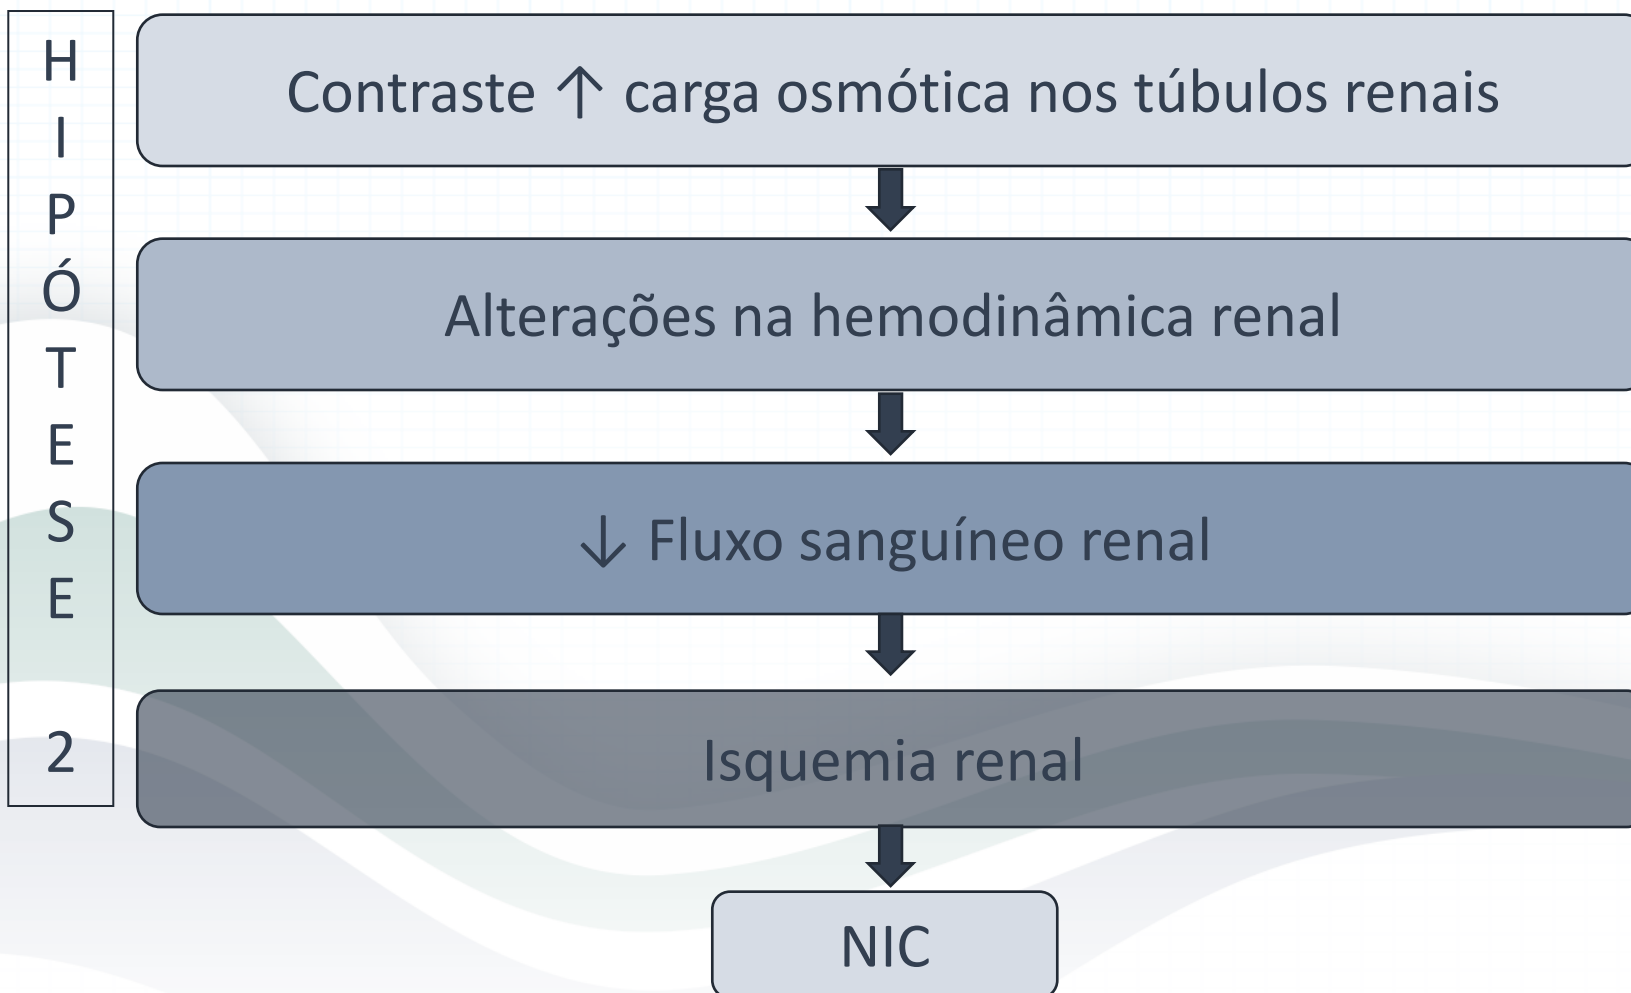 HIPÓTESE 2
Contraste ↑ carga osmótica nos túbulos renais
Alterações na hemodinâmica renal
↓ Fluxo sanguíneo renal
Isquemia renal
NIC